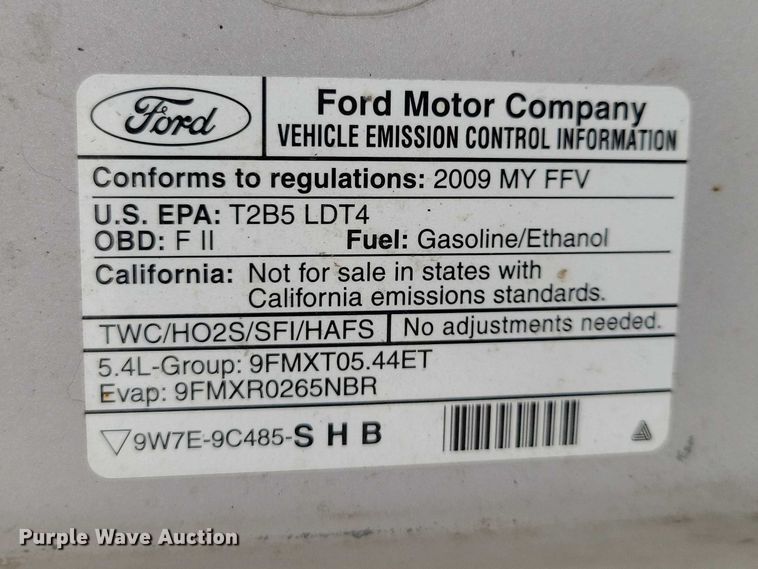 Ford
Ford Motor Company
VEHICLE EMISSION CONTROL INFORMATION
Conforms to regulations: 2009 MY FFV
U.S. EPA: T2B5 LDT4
OBD: F II Fuel: Gasoline/Ethanol
California: Not for sale in states with
California emissions standards.
TWC/HO2S/SFI/HAFS No adjustments needed.
5.4L-Group: 9FMXT05.44ET
Evap: 9FMXR0265NBR
9W7E-9C485-S H B
Purple Wave Auction